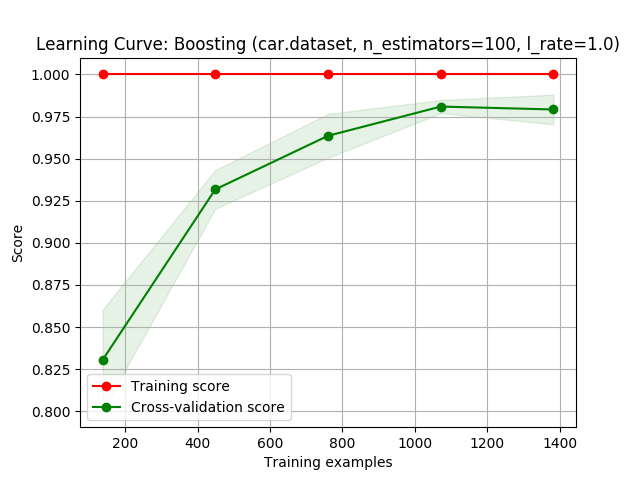 Learning Curve: Boosting (car.dataset, n_estimators=100, l_rate=1.0)
1.000
0.975
0.950
0.925
0.900
0.875
0.850
0.825
0.800
Score
Training score
Cross-validation score
200 400 600 800 1000 1200 1400
Training examples